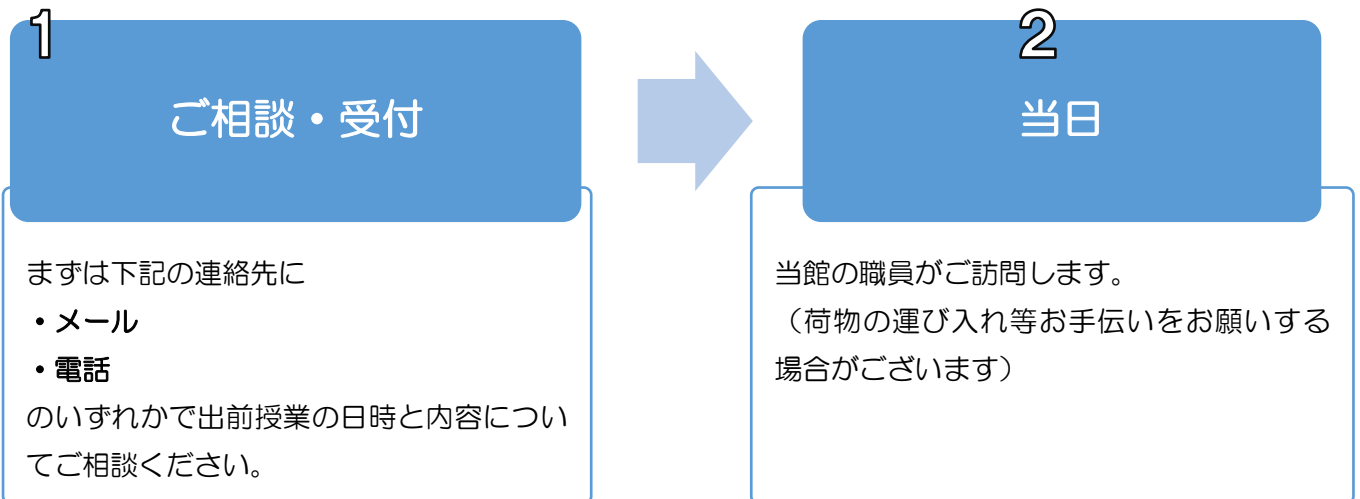 1
ご相談・受付
まずは下記の連絡先に
・メール
・電話
のいずれかで出前授業の日時と内容につい
てご相談ください。
2
当日
当館の職員がご訪問します。
（荷物の運び入れ等お手伝いをお願いする
場合がございます）